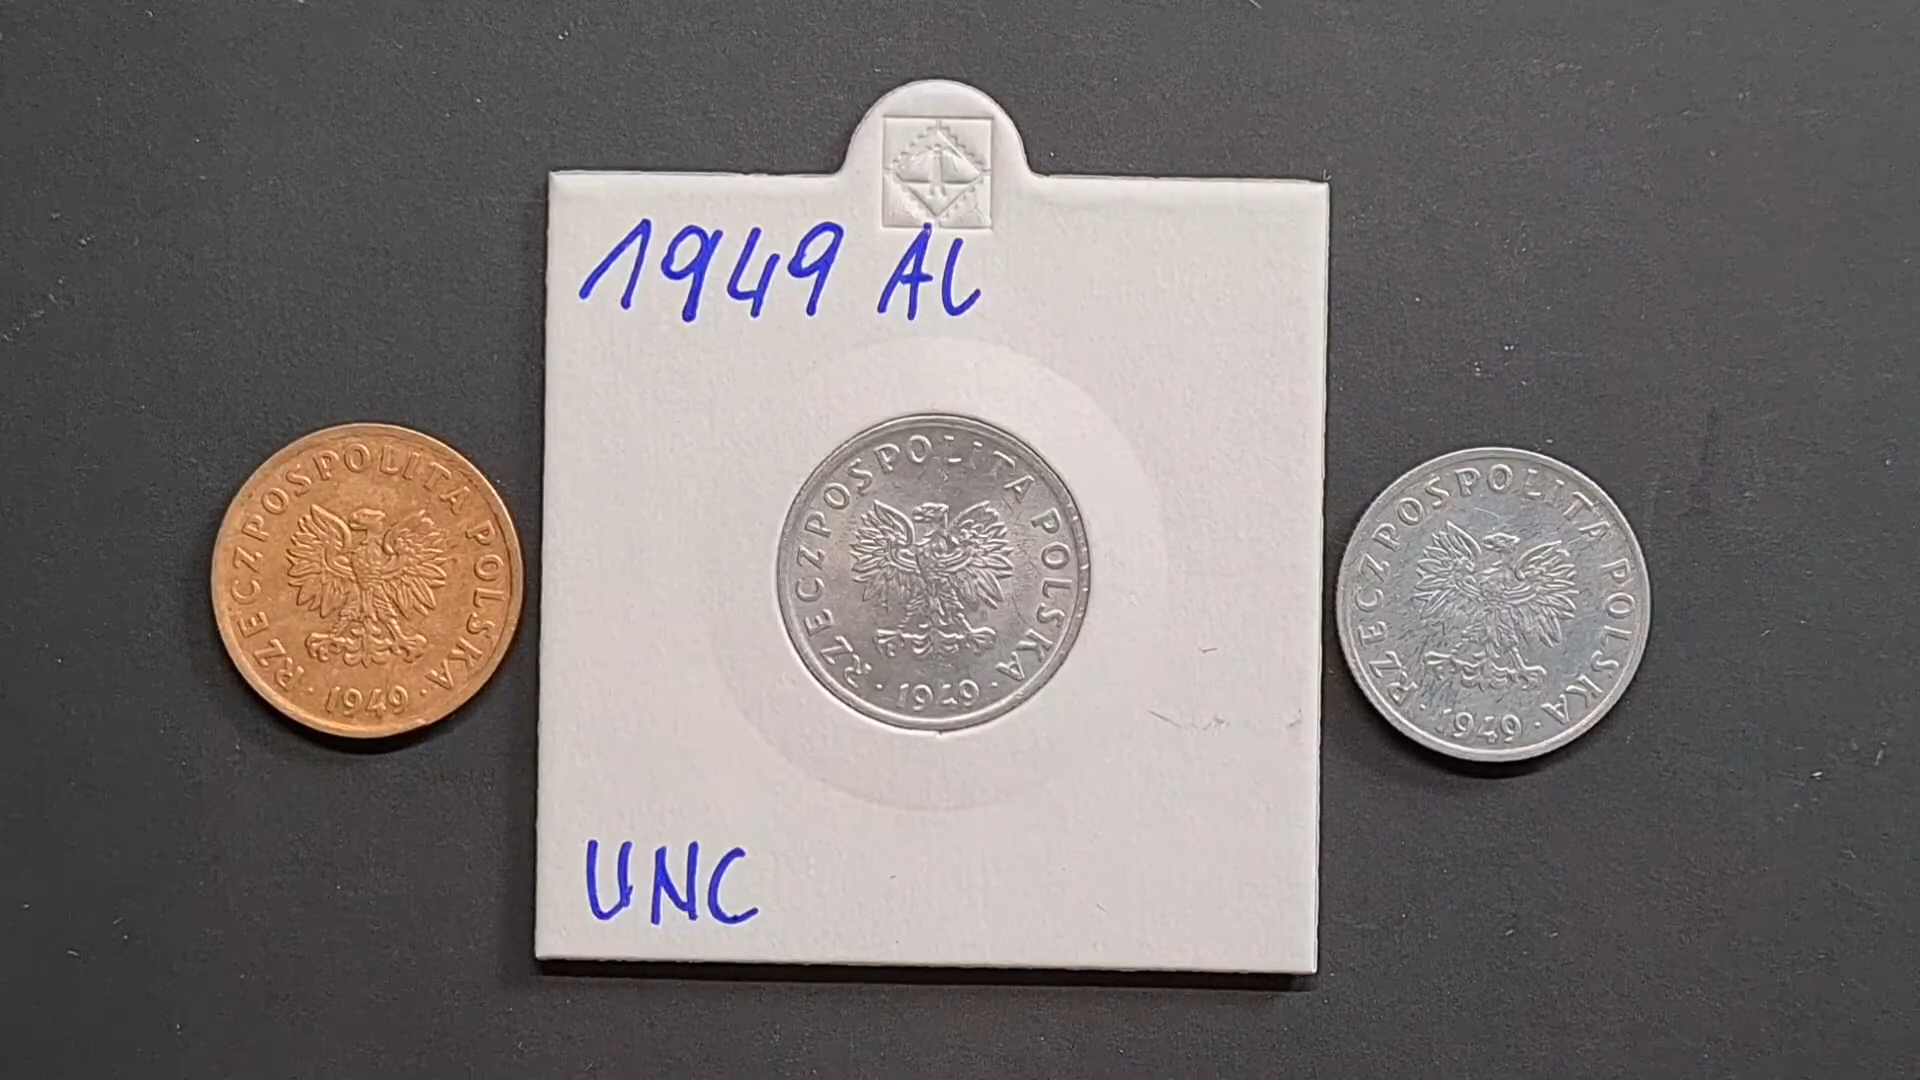 1949 AL
RZECZPOSPOLITA POLSKA
· 1949 ·
RZECZPOSPOLITA POLSKA
· 1949 ·
RZECZPOSPOLITA POLSKA
· 1949 ·
UNC